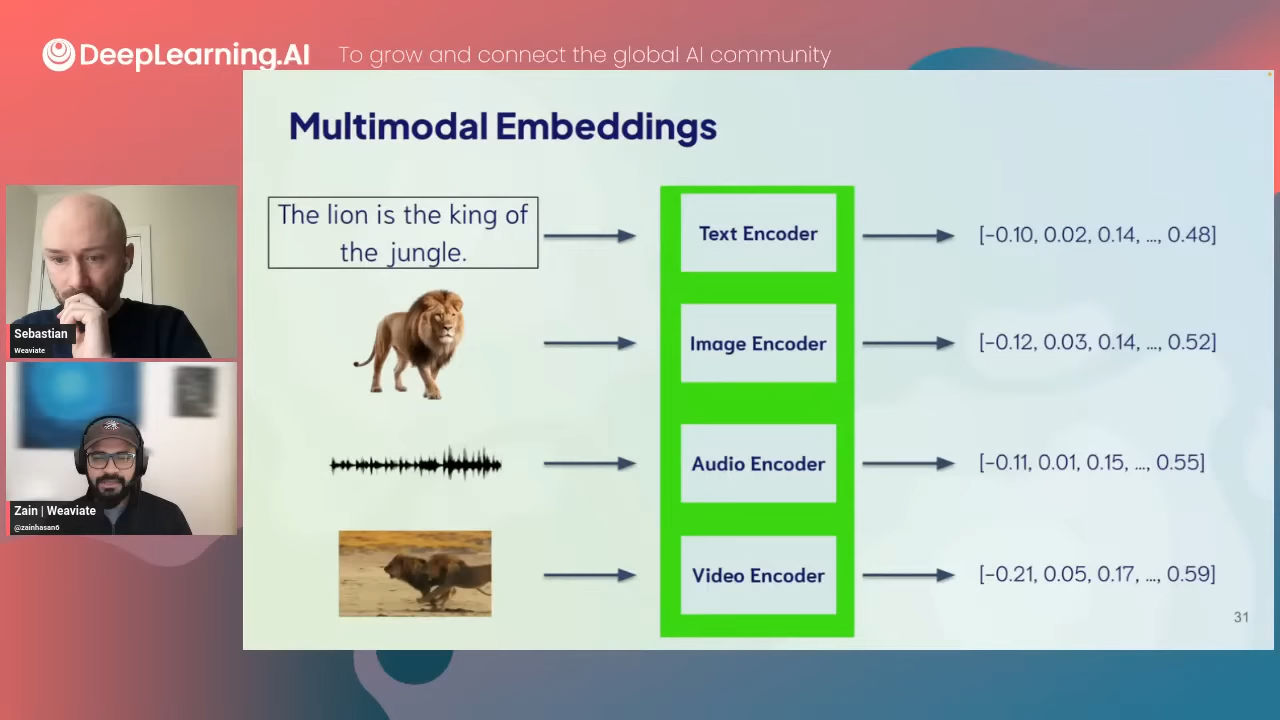 DeepLearning.AI
To grow and connect the global AI community
Multimodal Embeddings
The lion is the king of
the jungle.
Text Encoder
[-0.10, 0.02, 0.14, ..., 0.48]
Image Encoder
[-0.12, 0.03, 0.14, ..., 0.52]
Audio Encoder
[-0.11, 0.01, 0.15, ..., 0.55]
Video Encoder
[-0.21, 0.05, 0.17, ..., 0.59]
31
Sebastian
Weaviate
Zain | Weaviate
@zainhasan6